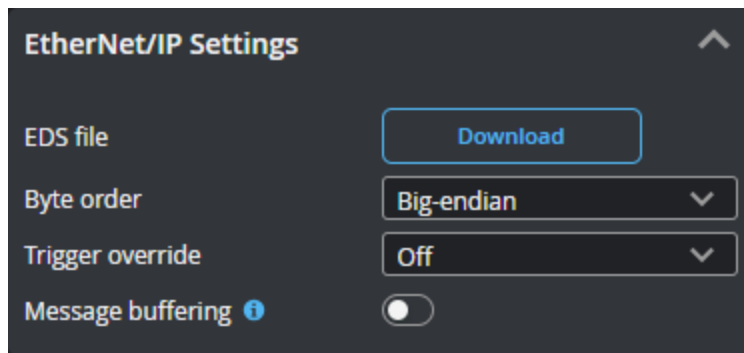 EtherNet/IP Settings
EDS file Download
Byte order Big-endian
Trigger override Off
Message buffering